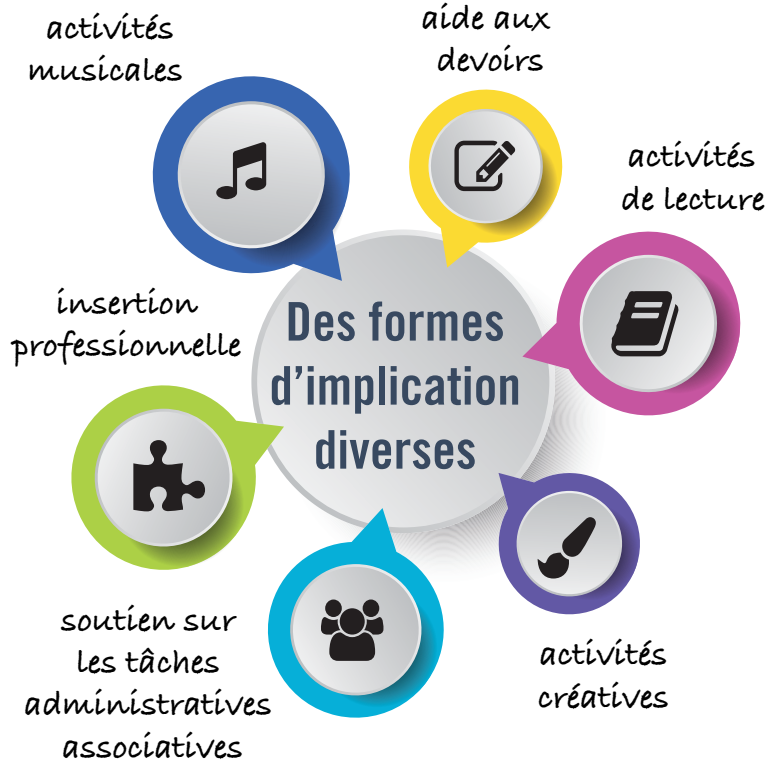 activités
musicales
aide aux
devoirs
activités
de lecture
Des formes
d'implication
diverses
insertion
professionnelle
soutien sur
les tâches
administratives
associatives
activités
créatives